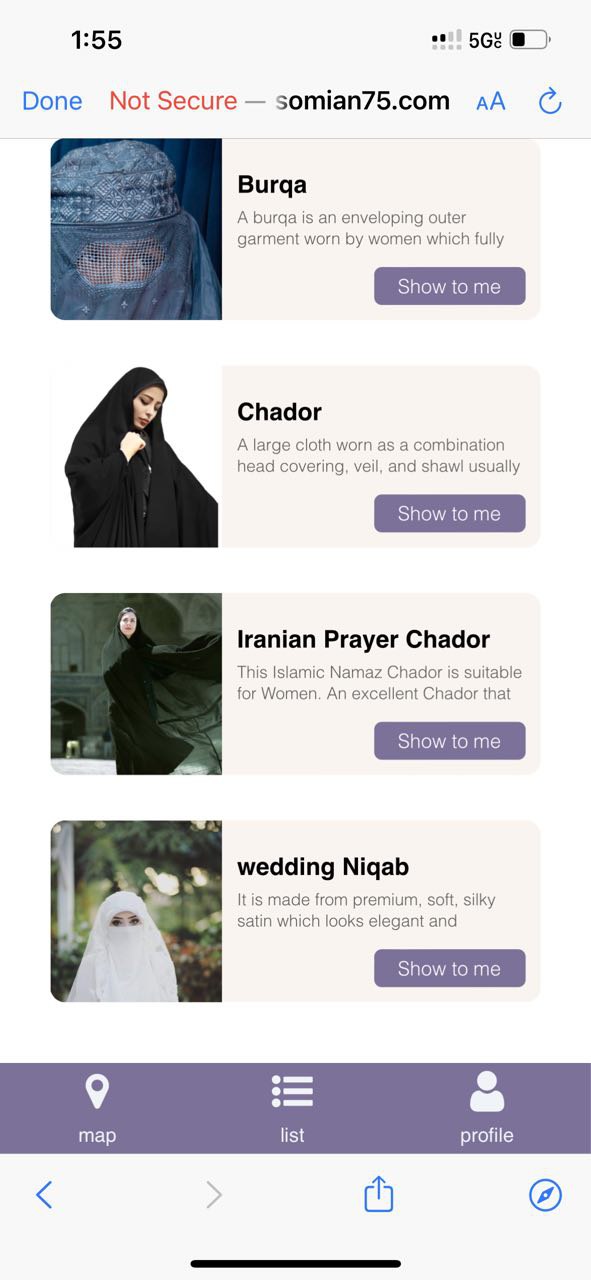 1:55
5G UC
Done Not Secure — somian75.com AA
Burqa
A burqa is an enveloping outer
garment worn by women which fully
Show to me
Chador
A large cloth worn as a combination
head covering, veil, and shawl usually
Show to me
Iranian Prayer Chador
This Islamic Namaz Chador is suitable
for Women. An excellent Chador that
Show to me
wedding Niqab
It is made from premium, soft, silky
satin which looks elegant and
Show to me
map list profile